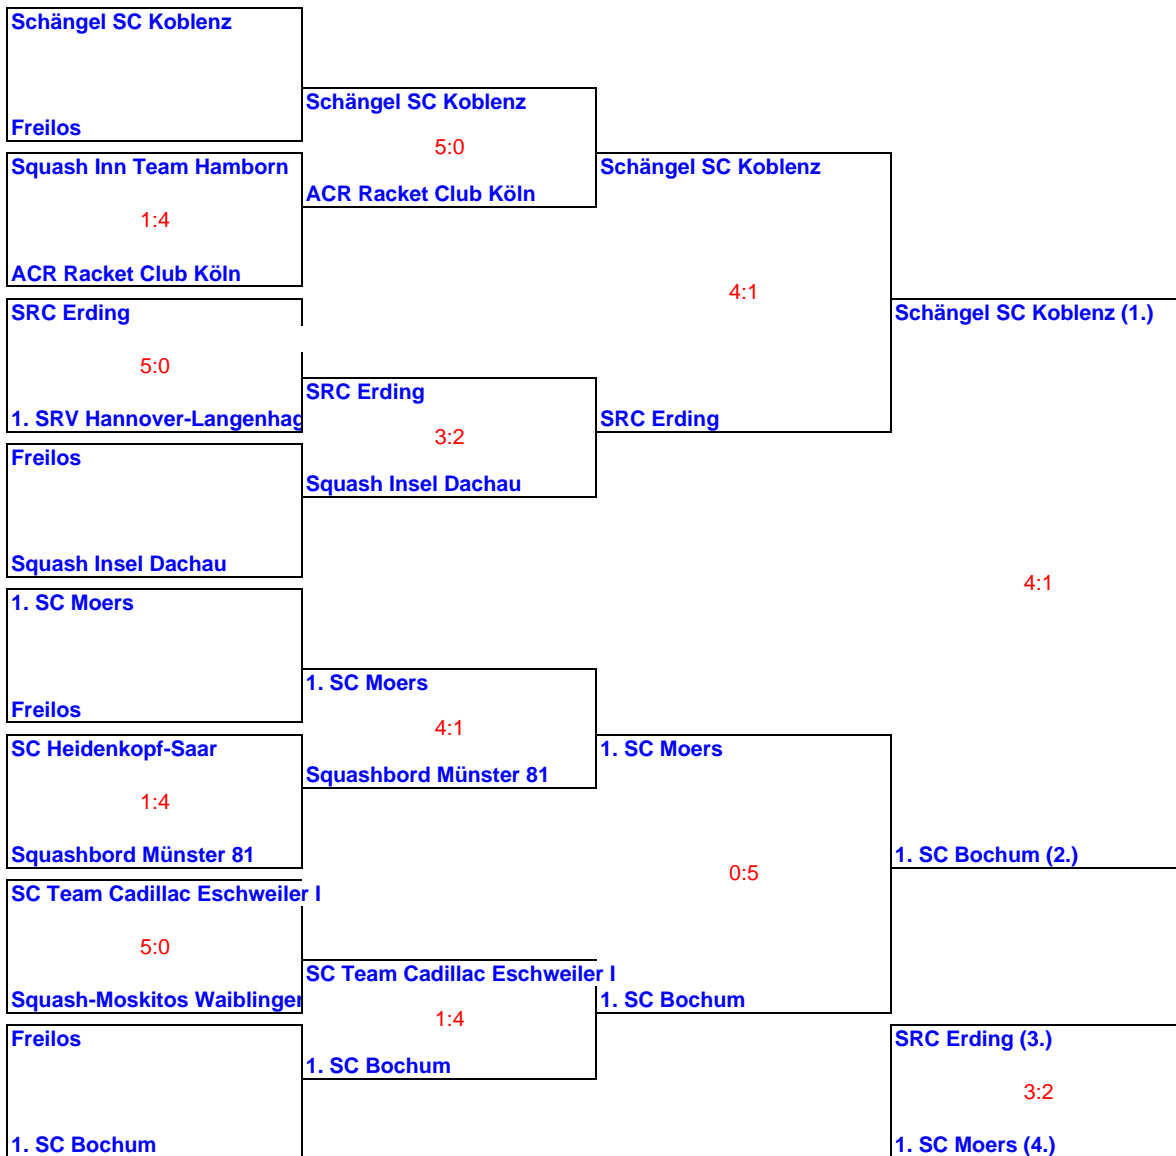 Schängel SC Koblenz
Freilos
Squash Inn Team Hamborn
1:4
ACR Racket Club Köln
SRC Erding
5:0
1. SRV Hannover-Langenhag
Freilos
Squash Insel Dachau
1. SC Moers
Freilos
SC Heidenkopf-Saar
1:4
Squashbord Münster 81
SC Team Cadillac Eschweiler I
5:0
Squash-Moskitos Waiblingen
Freilos
1. SC Bochum
Schängel SC Koblenz
5:0
ACR Racket Club Köln
SRC Erding
3:2
Squash Insel Dachau
1. SC Moers
4:1
Squashbord Münster 81
SC Team Cadillac Eschweiler I
1:4
1. SC Bochum
Schängel SC Koblenz
4:1
SRC Erding
1. SC Moers
0:5
1. SC Bochum
Schängel SC Koblenz (1.)
4:1
1. SC Bochum (2.)
SRC Erding (3.)
3:2
1. SC Moers (4.)